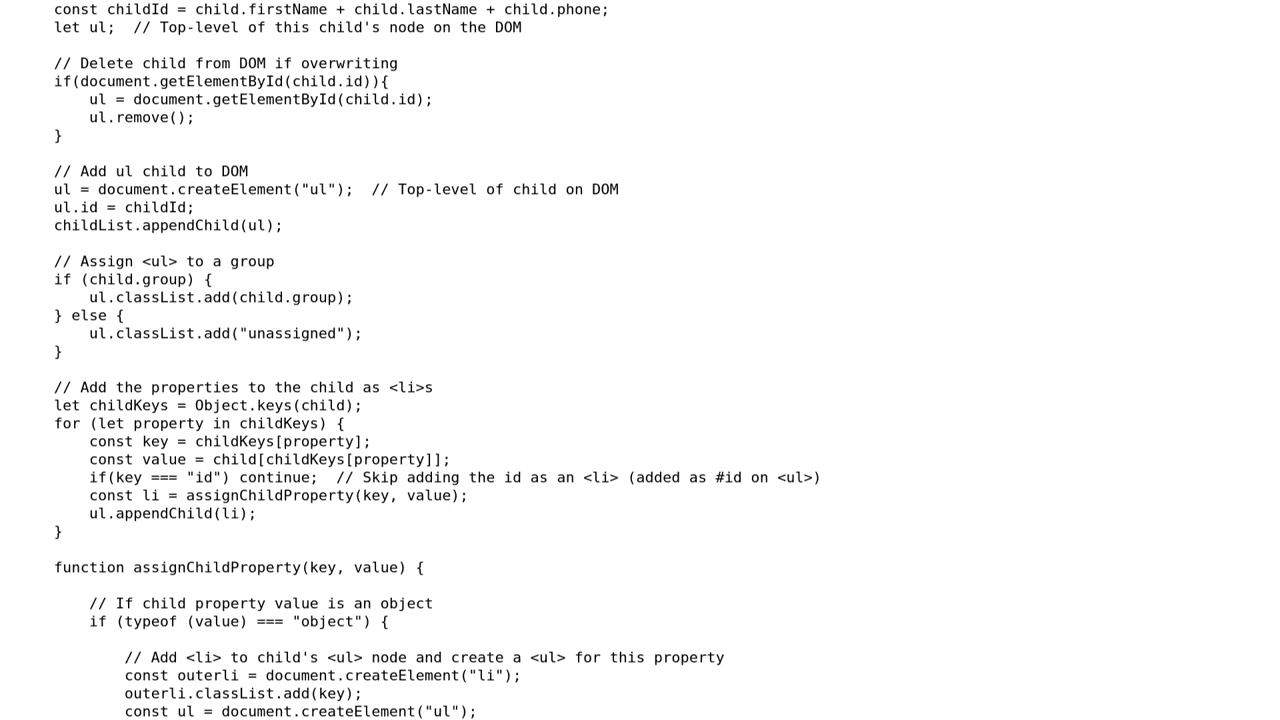 const childId = child.firstName + child.lastName + child.phone;
let ul;  // Top-level of this child's node on the DOM

// Delete child from DOM if overwriting
if(document.getElementById(child.id)){
    ul = document.getElementById(child.id);
    ul.remove();
}

// Add ul child to DOM
ul = document.createElement("ul");  // Top-level of child on DOM
ul.id = childId;
childList.appendChild(ul);

// Assign <ul> to a group
if (child.group) {
    ul.classList.add(child.group);
} else {
    ul.classList.add("unassigned");
}

// Add the properties to the child as <li>s
let childKeys = Object.keys(child);
for (let property in childKeys) {
    const key = childKeys[property];
    const value = child[childKeys[property]];
    if(key === "id") continue;  // Skip adding the id as an <li> (added as #id on <ul>)
    const li = assignChildProperty(key, value);
    ul.appendChild(li);
}

function assignChildProperty(key, value) {

    // If child property value is an object
    if (typeof (value) === "object") {

        // Add <li> to child's <ul> node and create a <ul> for this property
        const outerli = document.createElement("li");
        outerli.classList.add(key);
        const ul = document.createElement("ul");